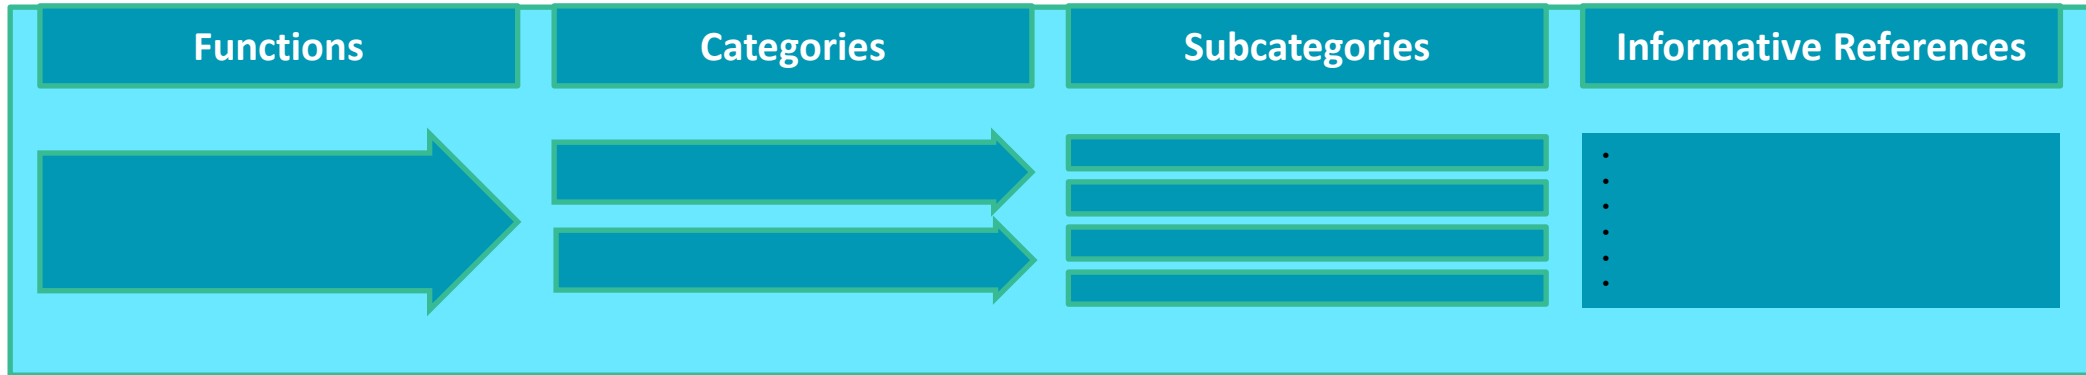 Functions
Categories
Subcategories
Informative References